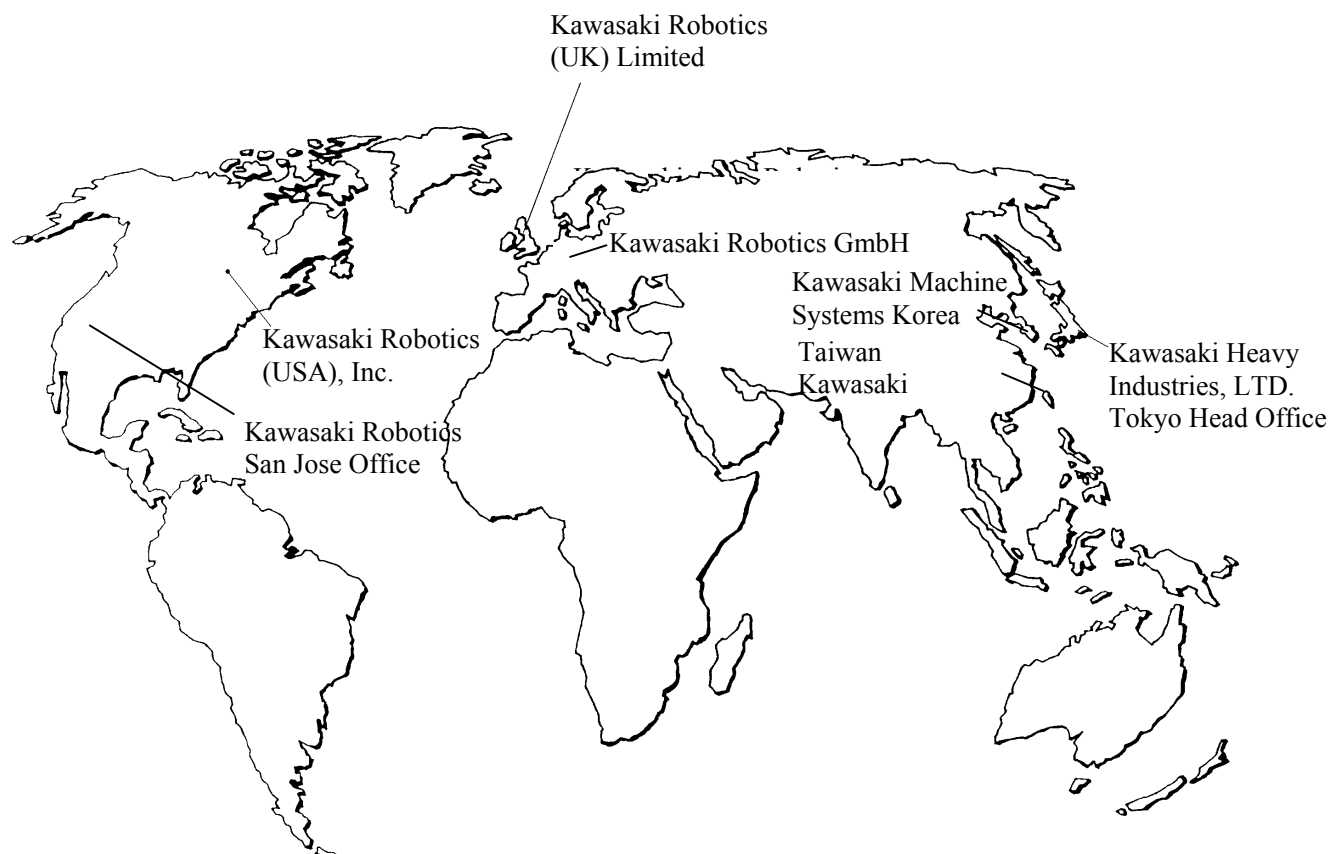 Kawasaki Robotics
(UK) Limited
Kawasaki Robotics GmbH
Kawasaki Machine
Systems Korea
Taiwan
Kawasaki
Kawasaki Heavy
Industries, LTD.
Tokyo Head Office
Kawasaki Robotics
(USA), Inc.
Kawasaki Robotics
San Jose Office